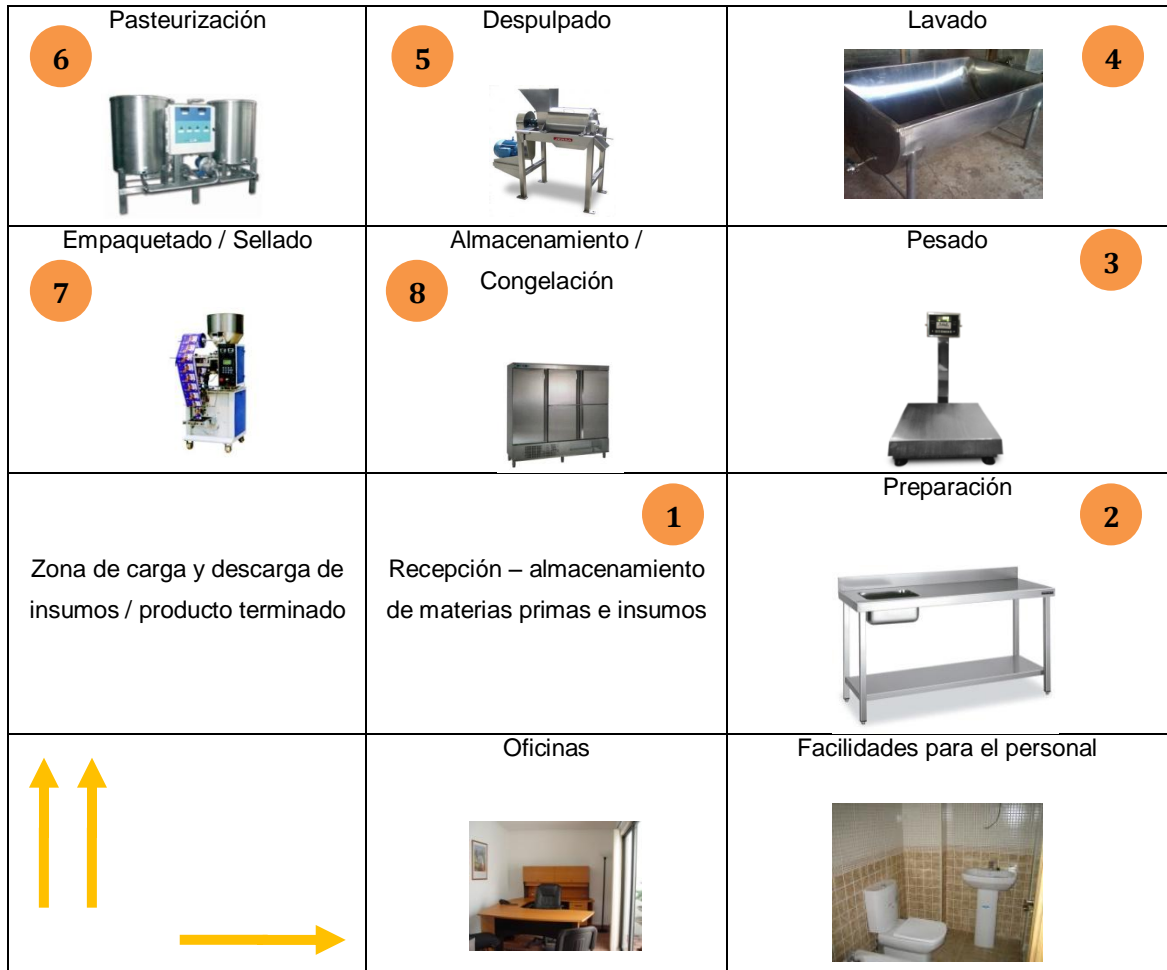 Pasteurización
6
Despulpado
5
Lavado
4
Empaquetado / Sellado
7
Almacenamiento /
Congelación
8
Pesado
3
Zona de carga y descarga de
insumos / producto terminado
1
Recepción – almacenamiento
de materias primas e insumos
Preparación
2
Oficinas
Facilidades para el personal